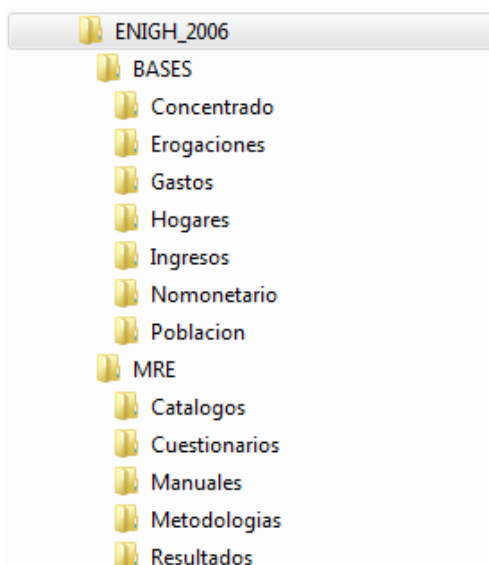 ENIGH_2006
BASES
Concentrado
Erogaciones
Gastos
Hogares
Ingresos
Nomonetario
Poblacion
MRE
Catalogos
Cuestionarios
Manuales
Metodologias
Resultados